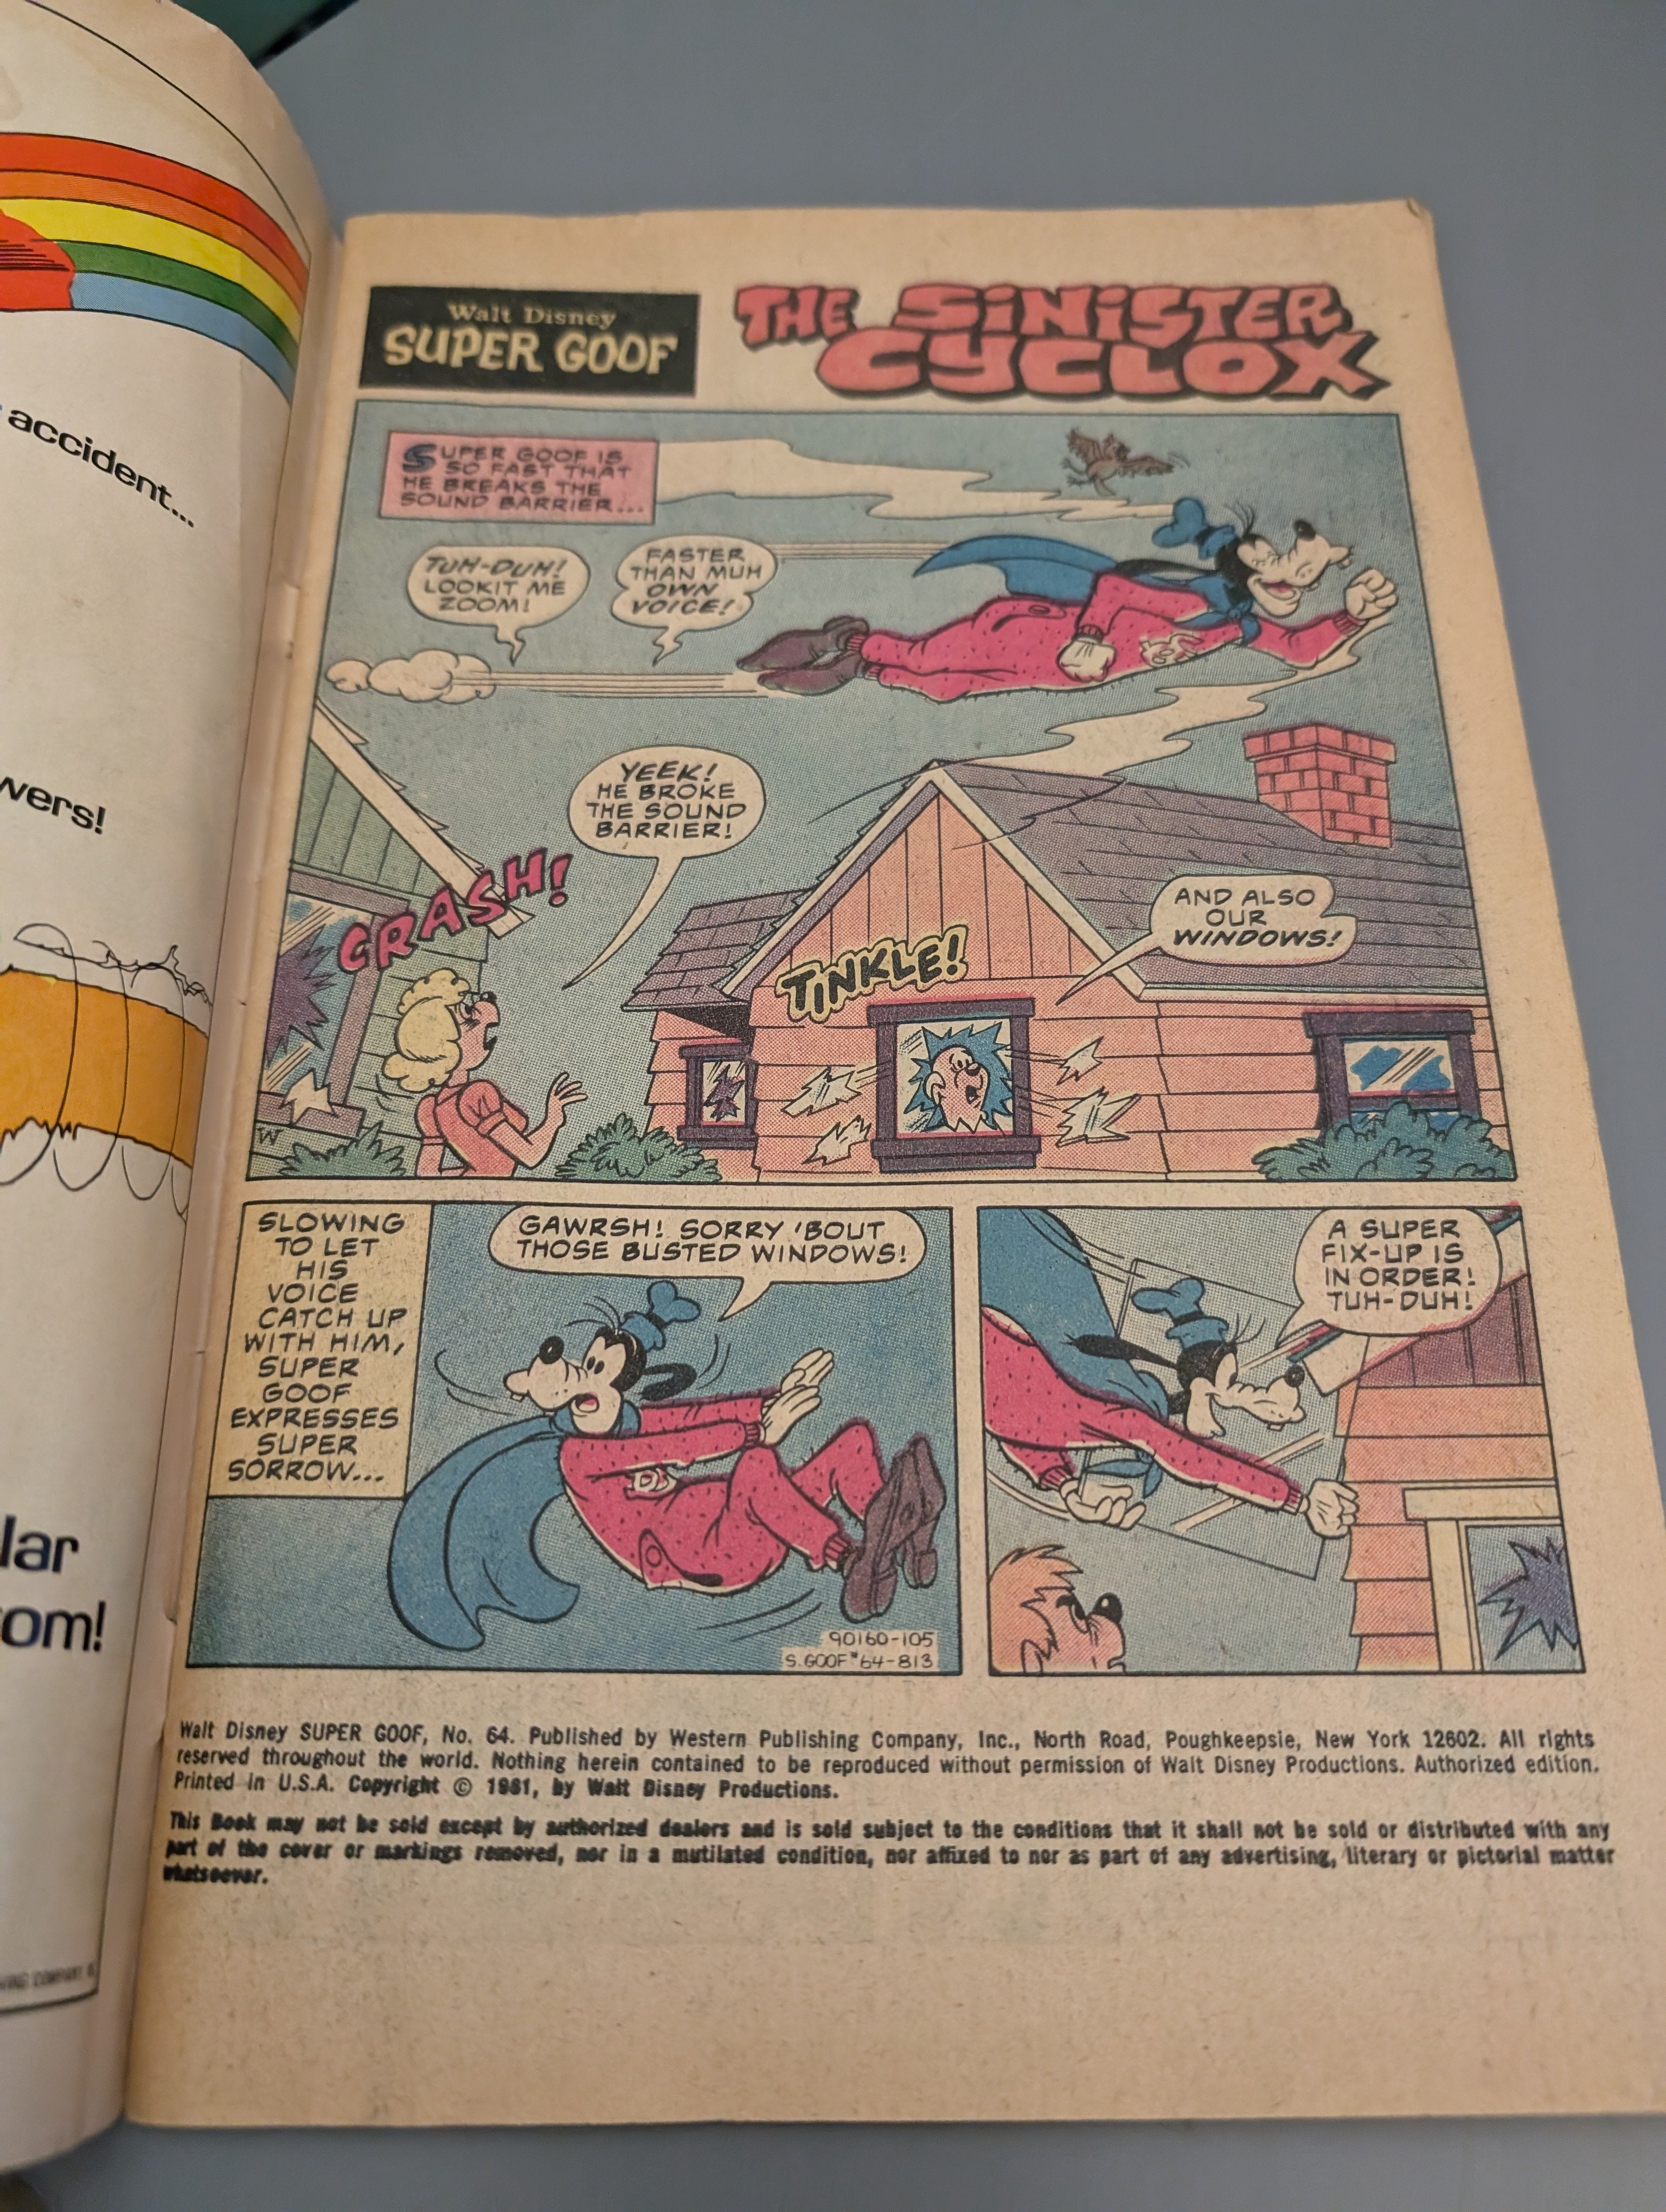 accident...
wers!
lar
om!
Walt Disney
SUPER GOOF
THE SINISTER
CYCLOX
SUPER GOOF IS
SO FAST THAT
HE BREAKS THE
SOUND BARRIER...
TUH-DUH!
LOOKIT ME
ZOOM!
FASTER
THAN MUH
OWN
VOICE!
YEEK!
HE BROKE
THE SOUND
BARRIER!
CRASH!
AND ALSO
OUR
WINDOWS!
TINKLE!
W
SLOWING
TO LET
HIS
VOICE
CATCH UP
WITH HIM,
SUPER
GOOF
EXPRESSES
SUPER
SORROW...
GAWRSH! SORRY 'BOUT
THOSE BUSTED WINDOWS!
90160-105
S. GOOF #64-813
A SUPER
FIX-UP IS
IN ORDER!
TUH-DUH!
Walt Disney SUPER GOOF, No. 64. Published by Western Publishing Company, Inc., North Road, Poughkeepsie, New York 12602. All rights
reserved throughout the world. Nothing herein contained to be reproduced without permission of Walt Disney Productions. Authorized edition.
Printed in U.S.A. Copyright © 1981, by Walt Disney Productions.
This Book may not be sold except by authorized dealers and is sold subject to the conditions that it shall not be sold or distributed with any
part of the cover or markings removed, nor in a mutilated condition, nor affixed to nor as part of any advertising, literary or pictorial matter
whatsoever.